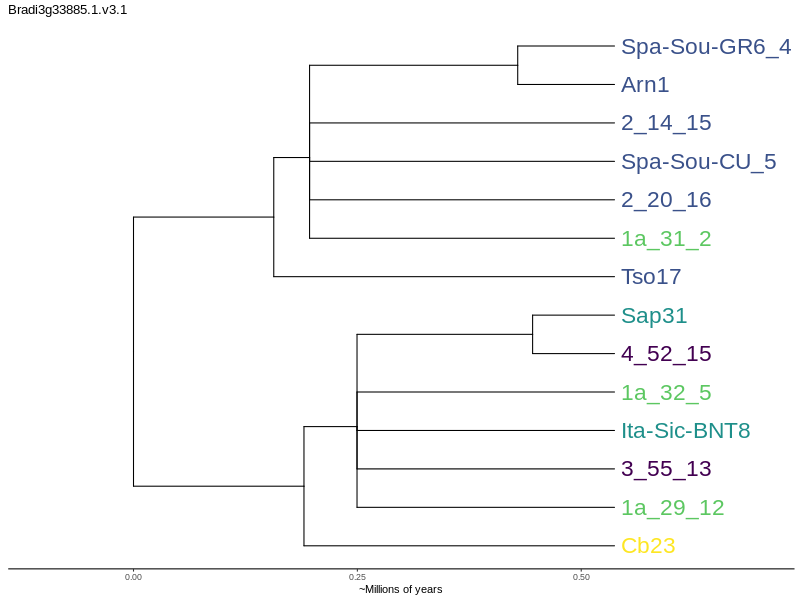 Bradi3g33885.1.v3.1
Spa-Sou-GR6_4
Arn1
2_14_15
Spa-Sou-CU_5
2_20_16
1a_31_2
Tso17
Sap31
4_52_15
1a_32_5
Ita-Sic-BNT8
3_55_13
1a_29_12
Cb23
0.00 0.25 0.50
~Millions of years